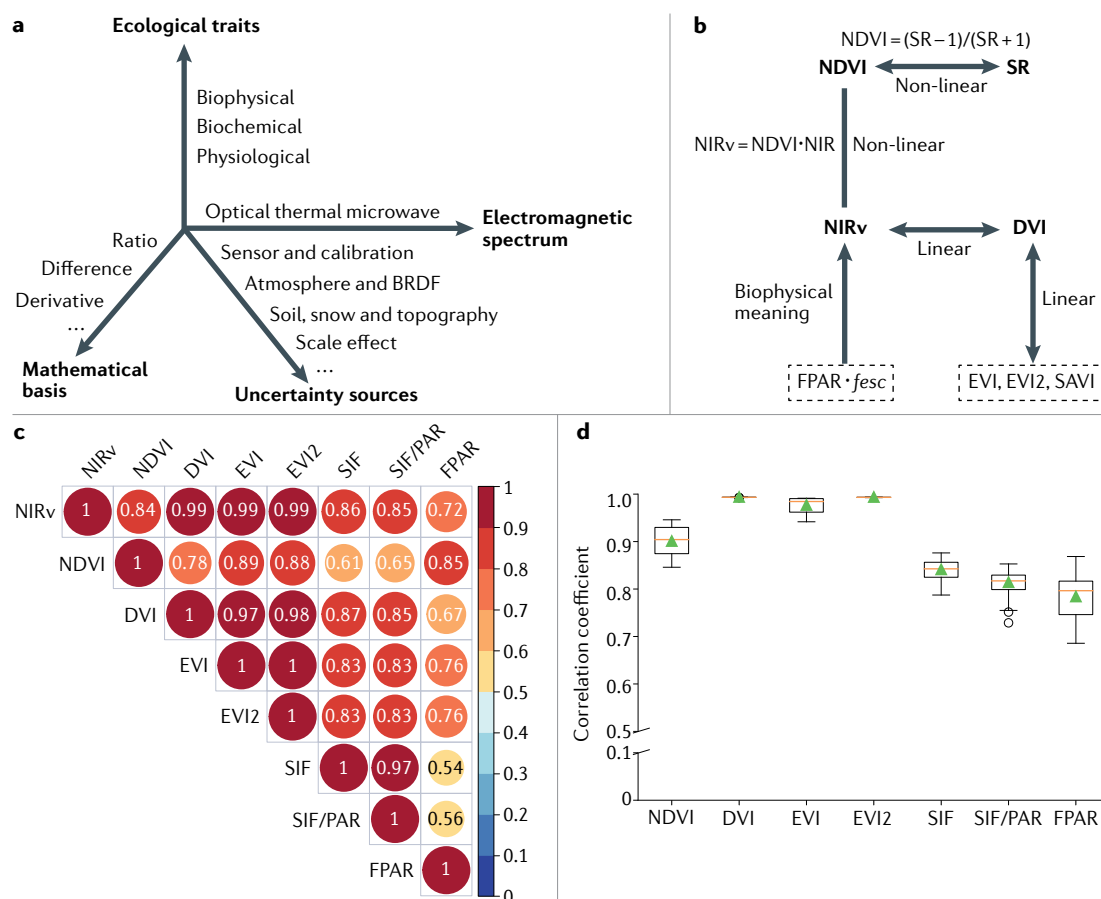 a
Ecological traits
Biophysical
Biochemical
Physiological
Optical thermal microwave
Electromagnetic
spectrum
Ratio
Difference
Derivative
...
Mathematical
basis
Sensor and calibration
Atmosphere and BRDF
Soil, snow and topography
Scale effect
...
Uncertainty sources
b
NDVI = (SR – 1)/(SR + 1)
NDVI
SR
Non-linear
NIRv = NDVI·NIR
Non-linear
NIRv
DVI
Linear
Biophysical
meaning
Linear
FPAR · fesc
EVI, EVI2, SAVI
c
NIRv NDVI DVI EVI EVI2 SIF SIF/PAR FPAR
NIRv 1 0.84 0.99 0.99 0.99 0.86 0.85 0.72
NDVI 1 0.78 0.89 0.88 0.61 0.65 0.85
DVI 1 0.97 0.98 0.87 0.85 0.67
EVI 1 1 0.83 0.83 0.76
EVI2 1 0.83 0.83 0.76
SIF 1 0.97 0.54
SIF/PAR 1 0.56
FPAR 1
1
0.9
0.8
0.7
0.6
0.5
0.4
0.3
0.2
0.1
0
d
Correlation coefficient
1.0
0.9
0.8
0.7
0.6
0.5
0.1
0
NDVI DVI EVI EVI2 SIF SIF/PAR FPAR